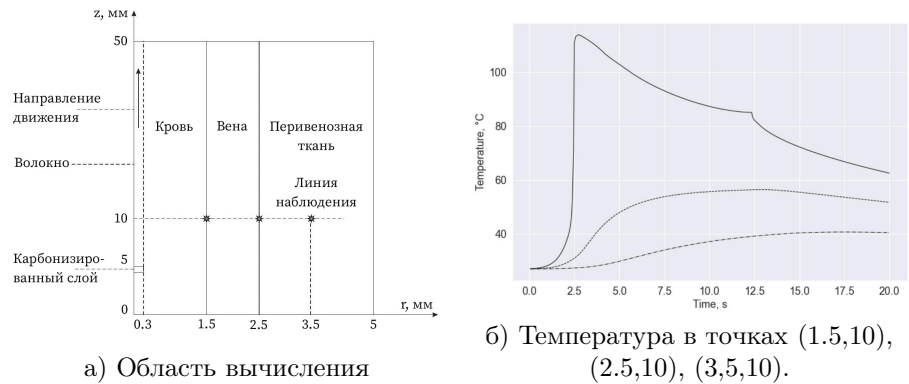 z, мм
50
Направление
движения
Кровь
Вена
Перивенозная
ткань
Волокно
Линия
наблюдения
10
Карбонизиро-
ванный слой
5
0
r, мм
0.3
1.5
2.5
3.5
5
а) Область вычисления
Temperature, °C
100
80
60
40
0.0
2.5
5.0
7.5
10.0
12.5
15.0
17.5
20.0
Time, s
б) Температура в точках (1.5,10),
(2.5,10), (3,5,10).